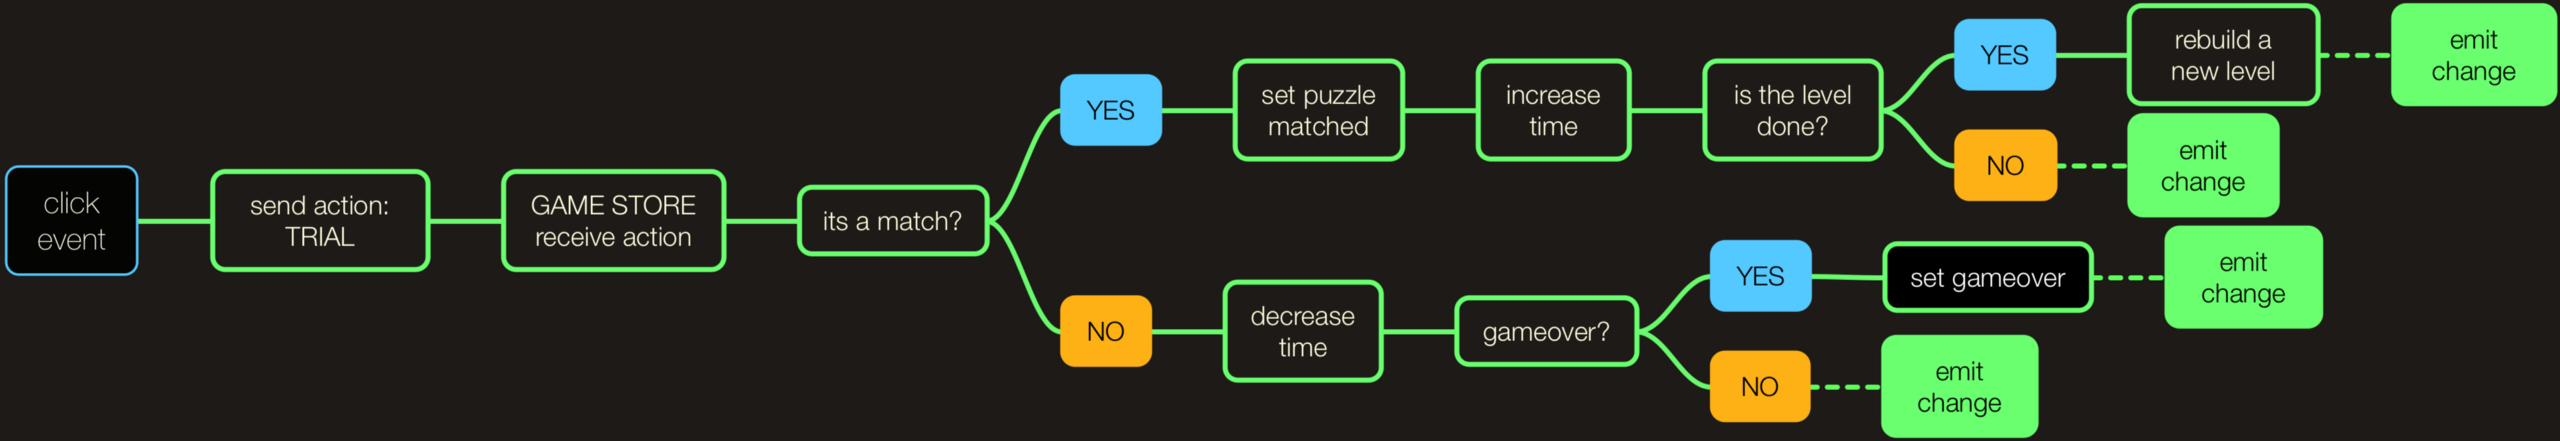 click
event
send action:
TRIAL
GAME STORE
receive action
its a match?
YES
set puzzle
matched
increase
time
is the level
done?
YES
rebuild a
new level
emit
change
NO
emit
change
NO
decrease
time
gameover?
YES
set gameover
emit
change
NO
emit
change